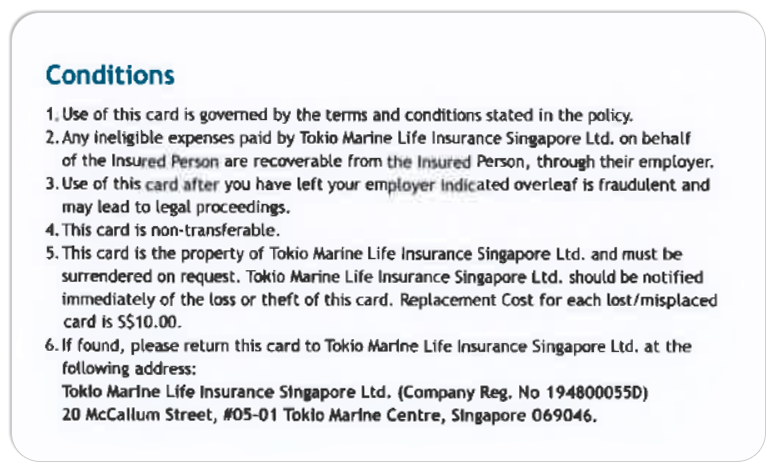 Conditions
1. Use of this card is governed by the terms and conditions stated in the policy.
2. Any ineligible expenses paid by Tokio Marine Life Insurance Singapore Ltd. on behalf
of the Insured Person are recoverable from the Insured Person, through their employer.
3. Use of this card after you have left your employer indicated overleaf is fraudulent and
may lead to legal proceedings.
4. This card is non-transferable.
5. This card is the property of Tokio Marine Life Insurance Singapore Ltd. and must be
surrendered on request. Tokio Marine Life Insurance Singapore Ltd. should be notified
immediately of the loss or theft of this card. Replacement Cost for each lost/misplaced
card is S$10.00.
6. If found, please return this card to Tokio Marine Life Insurance Singapore Ltd. at the
following address:
Tokio Marine Life Insurance Singapore Ltd. (Company Reg. No 194800055D)
20 McCallum Street, #05-01 Tokio Marine Centre, Singapore 069046.